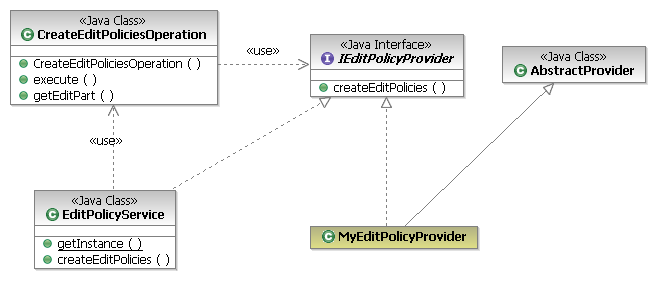 «Java Class»
CreateEditPoliciesOperation
CreateEditPoliciesOperation ( )
execute ( )
getEditPart ( )
«use»
«Java Interface»
IEditPolicyProvider
createEditPolicies ( )
«Java Class»
AbstractProvider
«use»
«Java Class»
EditPolicyService
getInstance ( )
createEditPolicies ( )
MyEditPolicyProvider